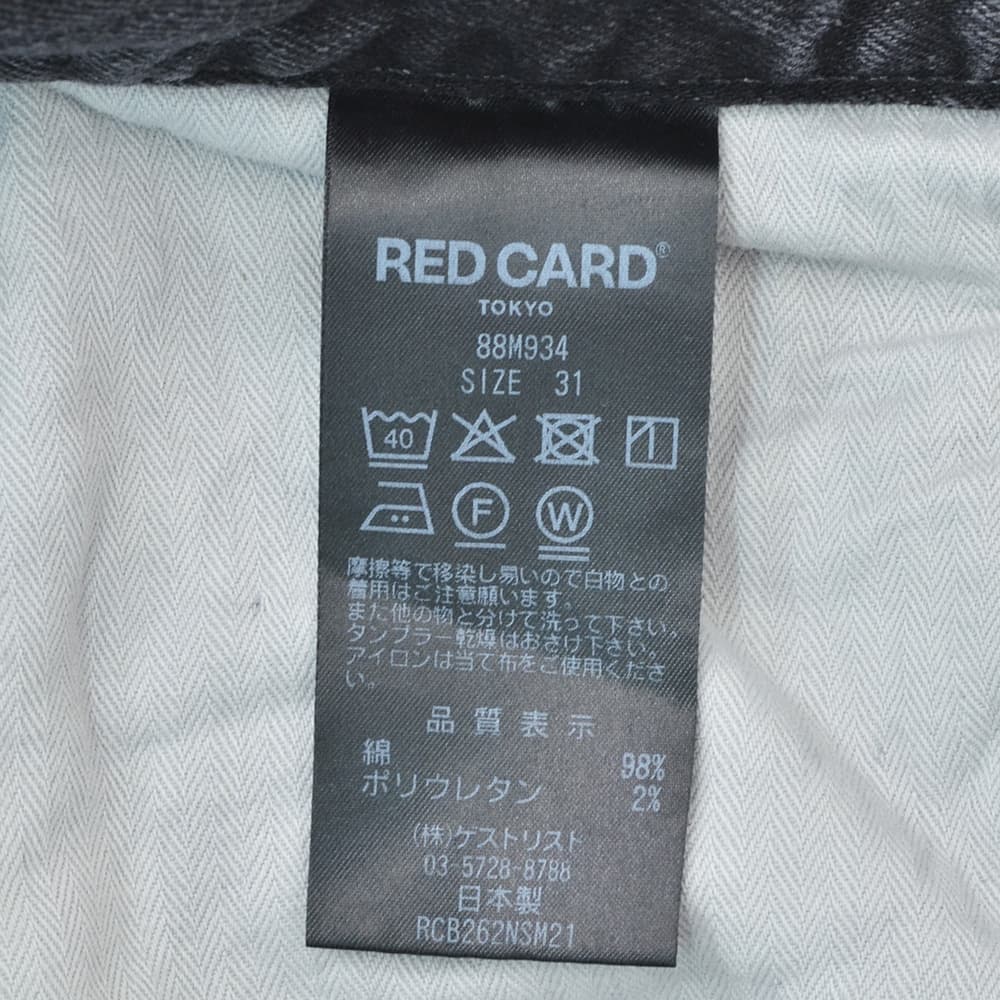 RED CARD®
TOKYO
88M934
SIZE 31
40
F W
摩擦等で移染し易いので白物との
着用はご注意願います。
また他の物と分けて洗って下さい。
タンブラー乾燥はおさけ下さい。
アイロンは当て布をご使用くださ
い。
品質表示
綿 98%
ポリウレタン 2%
(株)ゲストリスト
03-5728-8788
日本製
RCB262NSM21